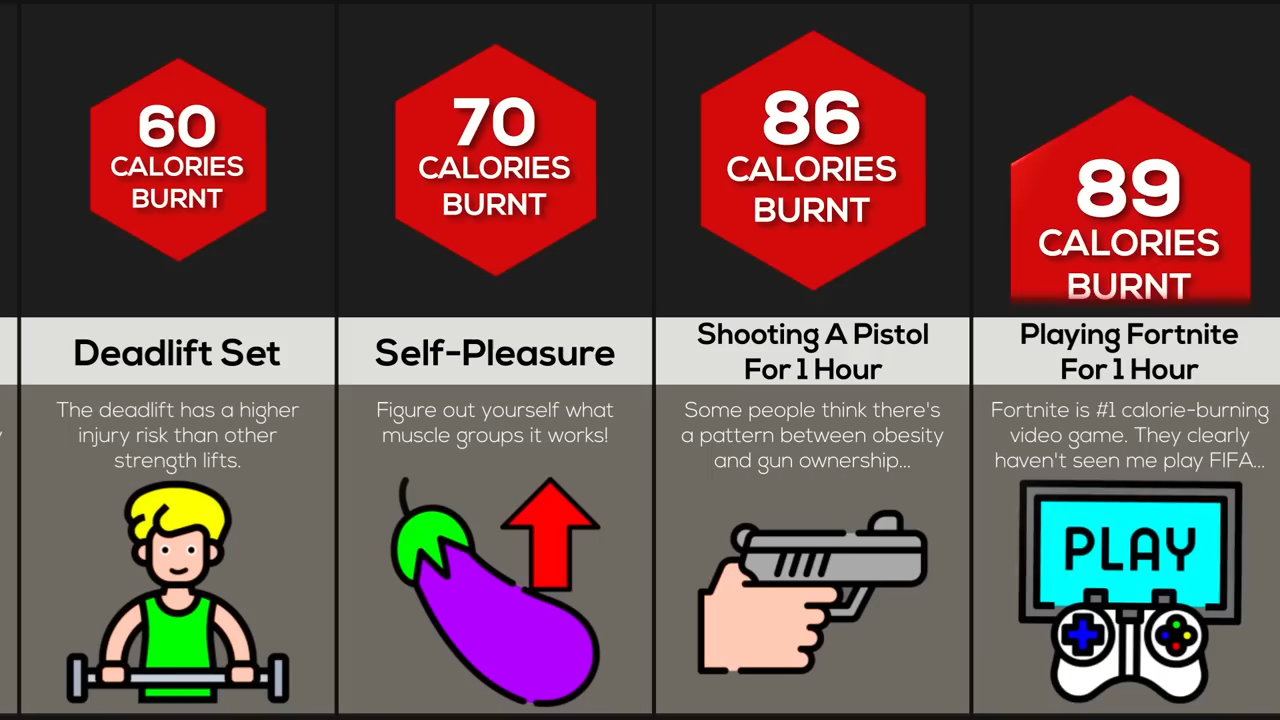 60
CALORIES
BURNT
Deadlift Set
The deadlift has a higher
injury risk than other
strength lifts.
70
CALORIES
BURNT
Self-Pleasure
Figure out yourself what
muscle groups it works!
86
CALORIES
BURNT
Shooting A Pistol
For 1 Hour
Some people think there's
a pattern between obesity
and gun ownership...
89
CALORIES
BURNT
Playing Fortnite
For 1 Hour
Fortnite is #1 calorie-burning
video game. They clearly
haven't seen me play FIFA...
PLAY